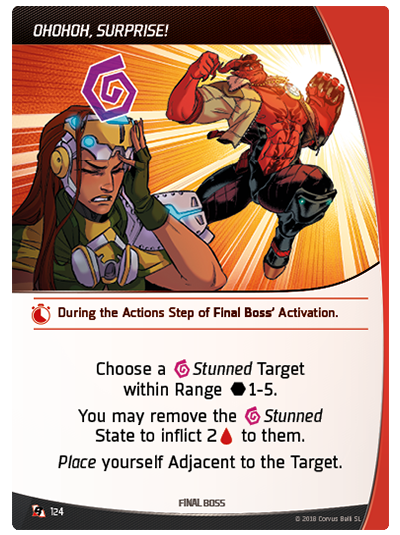 OHOHOH, SURPRISE!
During the Actions Step of Final Boss' Activation.
Choose a Stunned Target
within Range 1-5.
You may remove the Stunned
State to inflict 2 to them.
Place yourself Adjacent to the Target.
FINAL BOSS
124
© 2018 Corvus Belli SL